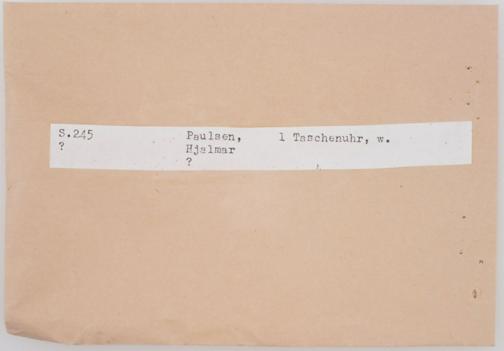 S.245 Paulsen, 1 Taschenuhr, w.
? Hjalmar
?